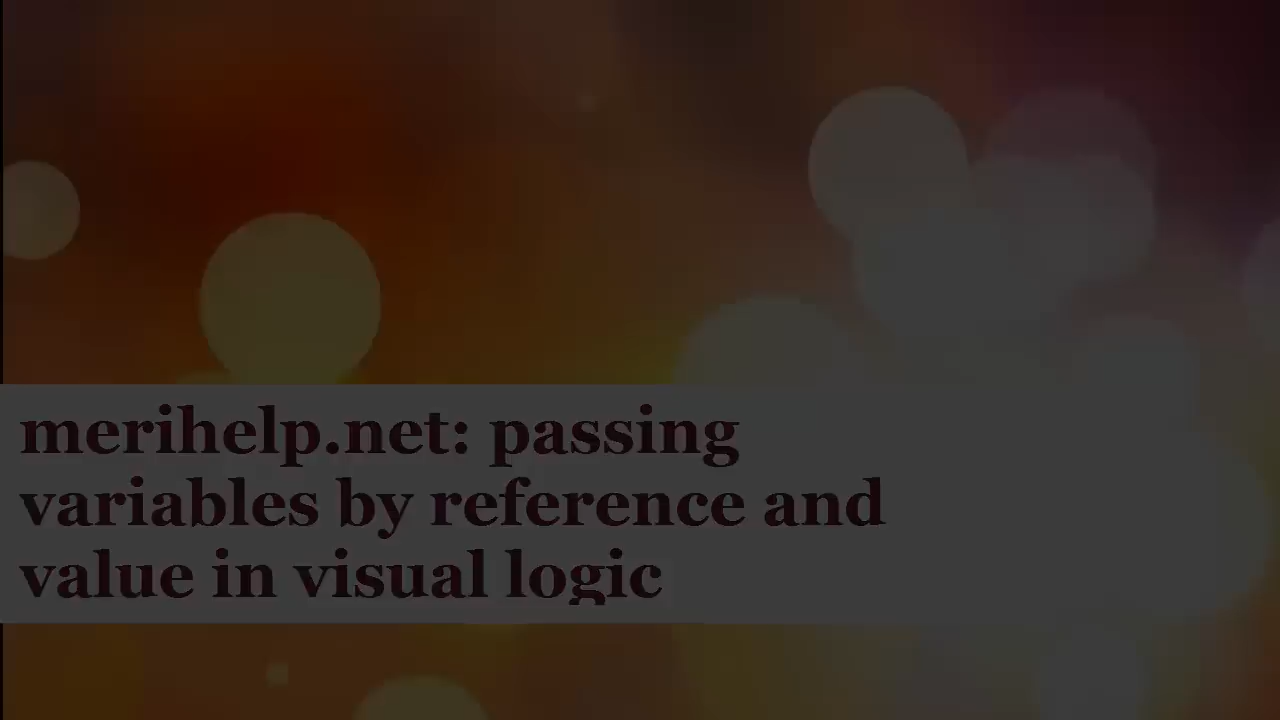 merihelp.net: passing
variables by reference and
value in visual logic